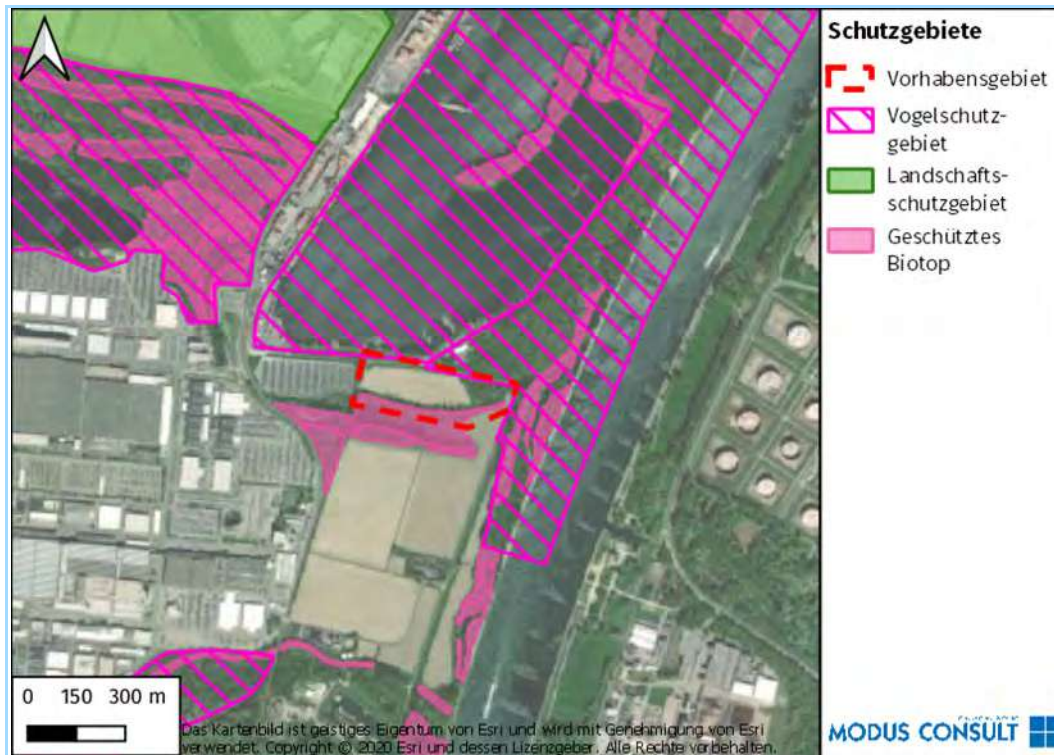 Schutzgebiete
Vorhabensgebiet
Vogelschutz-
gebiet
Landschafts-
schutzgebiet
Geschütztes
Biotop
0 150 300 m
Das Kartenbild ist geistiges Eigentum von Esri und wird mit Genehmigung von Esri
verwendet. Copyright © 2020 Esri und dessen Lizenzgeber. Alle Rechte vorbehalten.
MODUS CONSULT